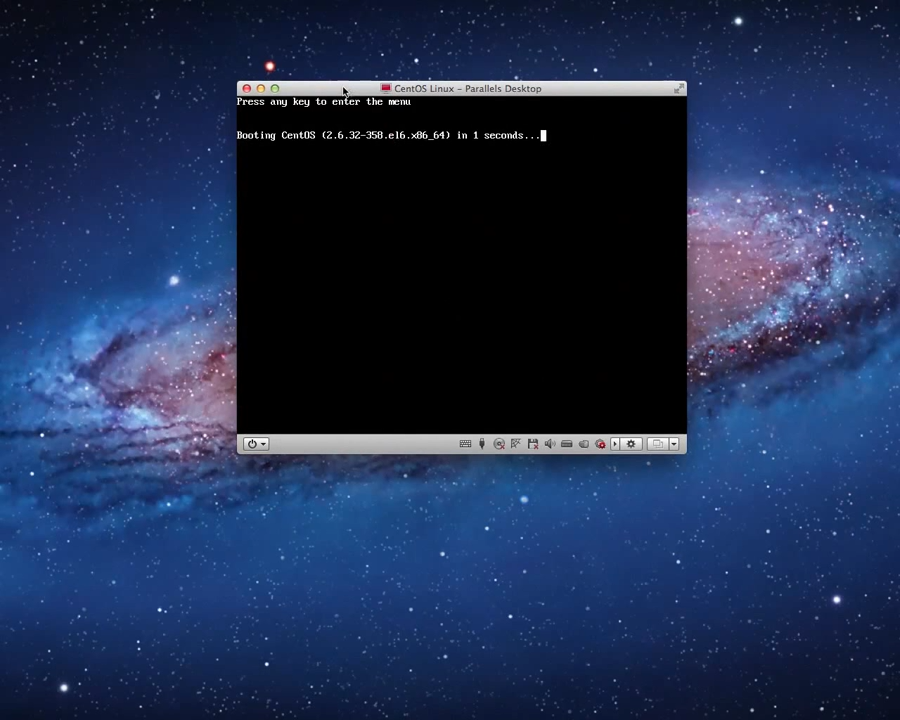 CentOS Linux – Parallels Desktop
Press any key to enter the menu
Booting CentOS (2.6.32-358.el6.x86_64) in 1 seconds...